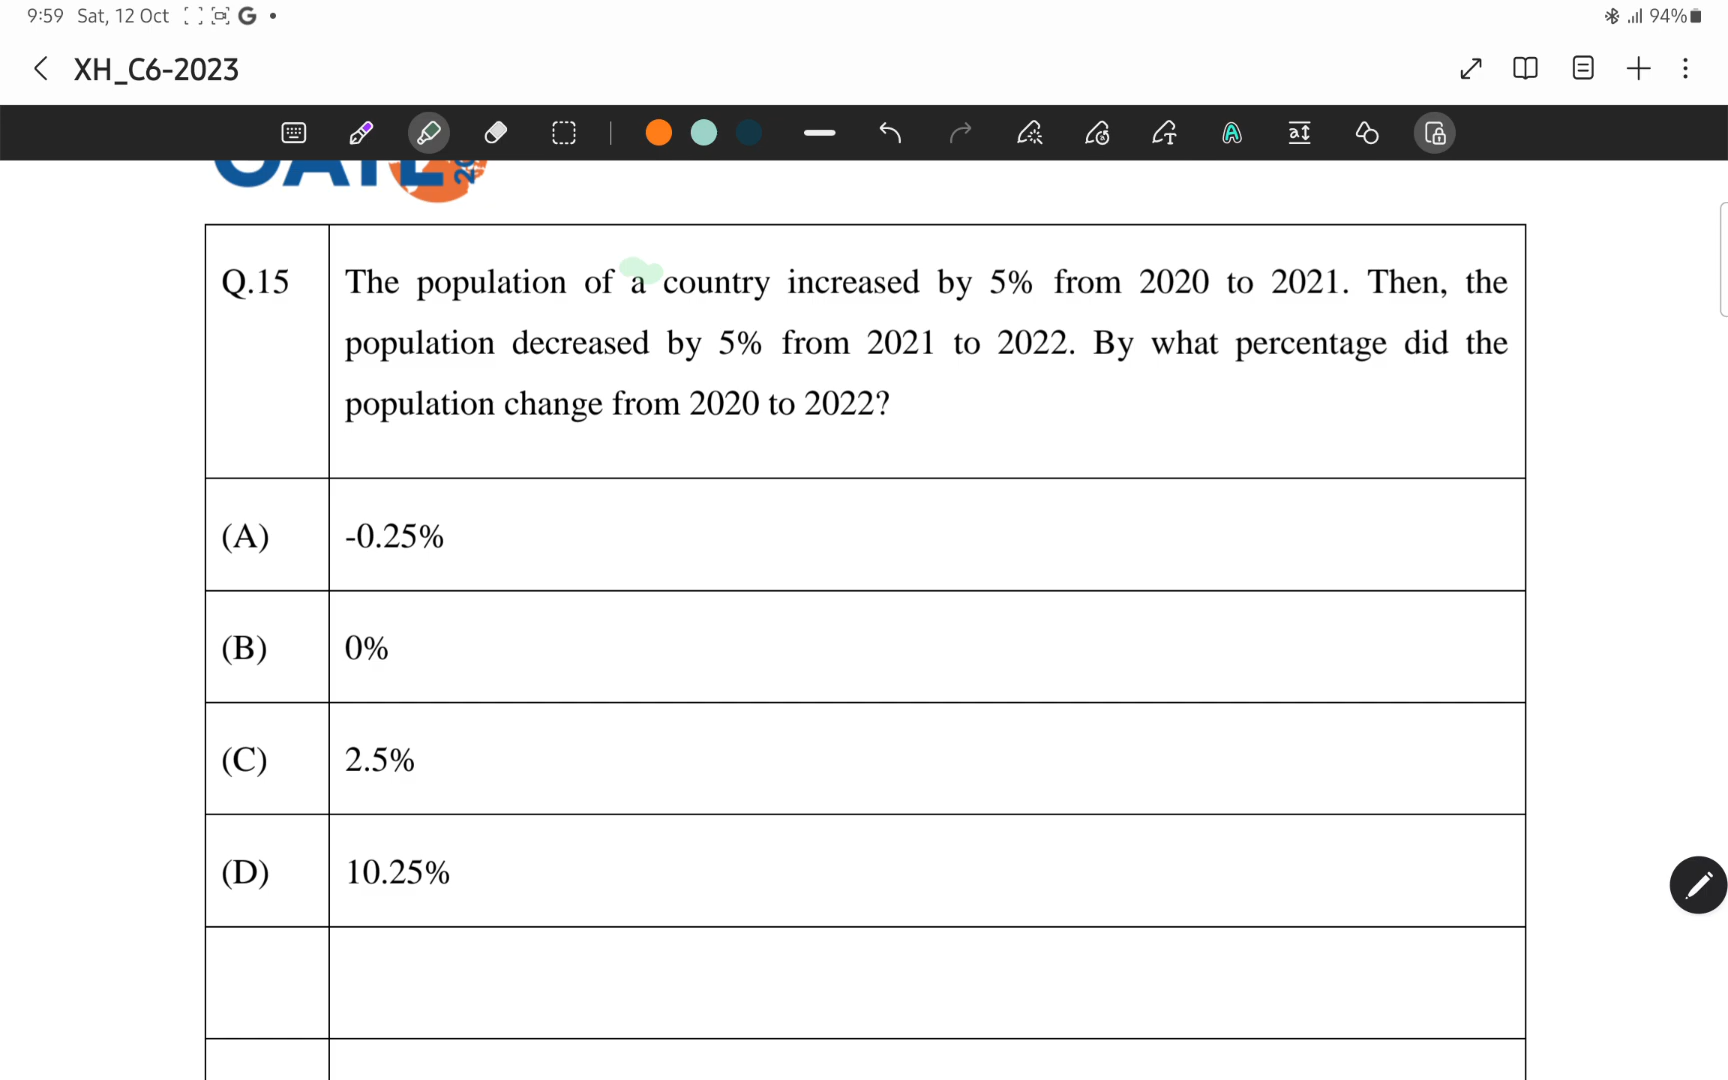 9:59 Sat, 12 Oct
94%
XH_C6-2023
Q.15 The population of a country increased by 5% from 2020 to 2021. Then, the
population decreased by 5% from 2021 to 2022. By what percentage did the
population change from 2020 to 2022?
(A) -0.25%
(B) 0%
(C) 2.5%
(D) 10.25%